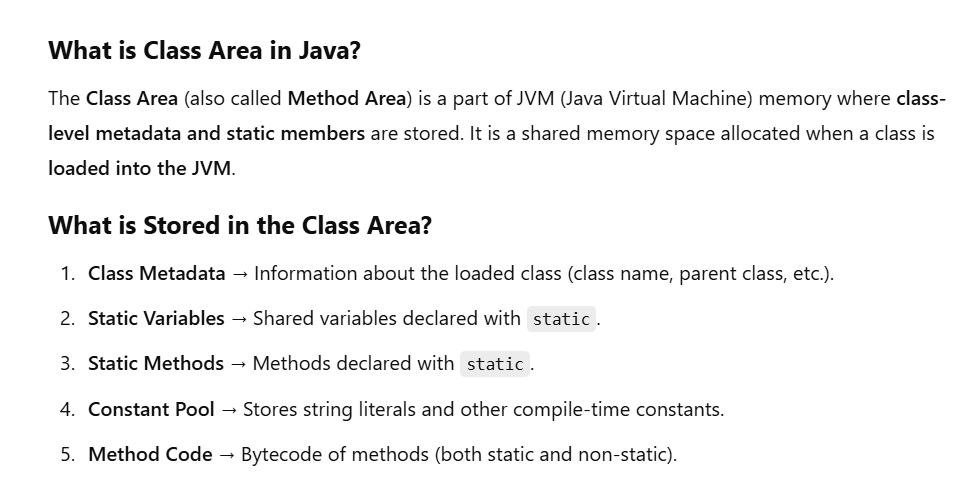 What is Class Area in Java?
The Class Area (also called Method Area) is a part of JVM (Java Virtual Machine) memory where class-
level metadata and static members are stored. It is a shared memory space allocated when a class is
loaded into the JVM.
What is Stored in the Class Area?
1. Class Metadata → Information about the loaded class (class name, parent class, etc.).
2. Static Variables → Shared variables declared with static.
3. Static Methods → Methods declared with static.
4. Constant Pool → Stores string literals and other compile-time constants.
5. Method Code → Bytecode of methods (both static and non-static).